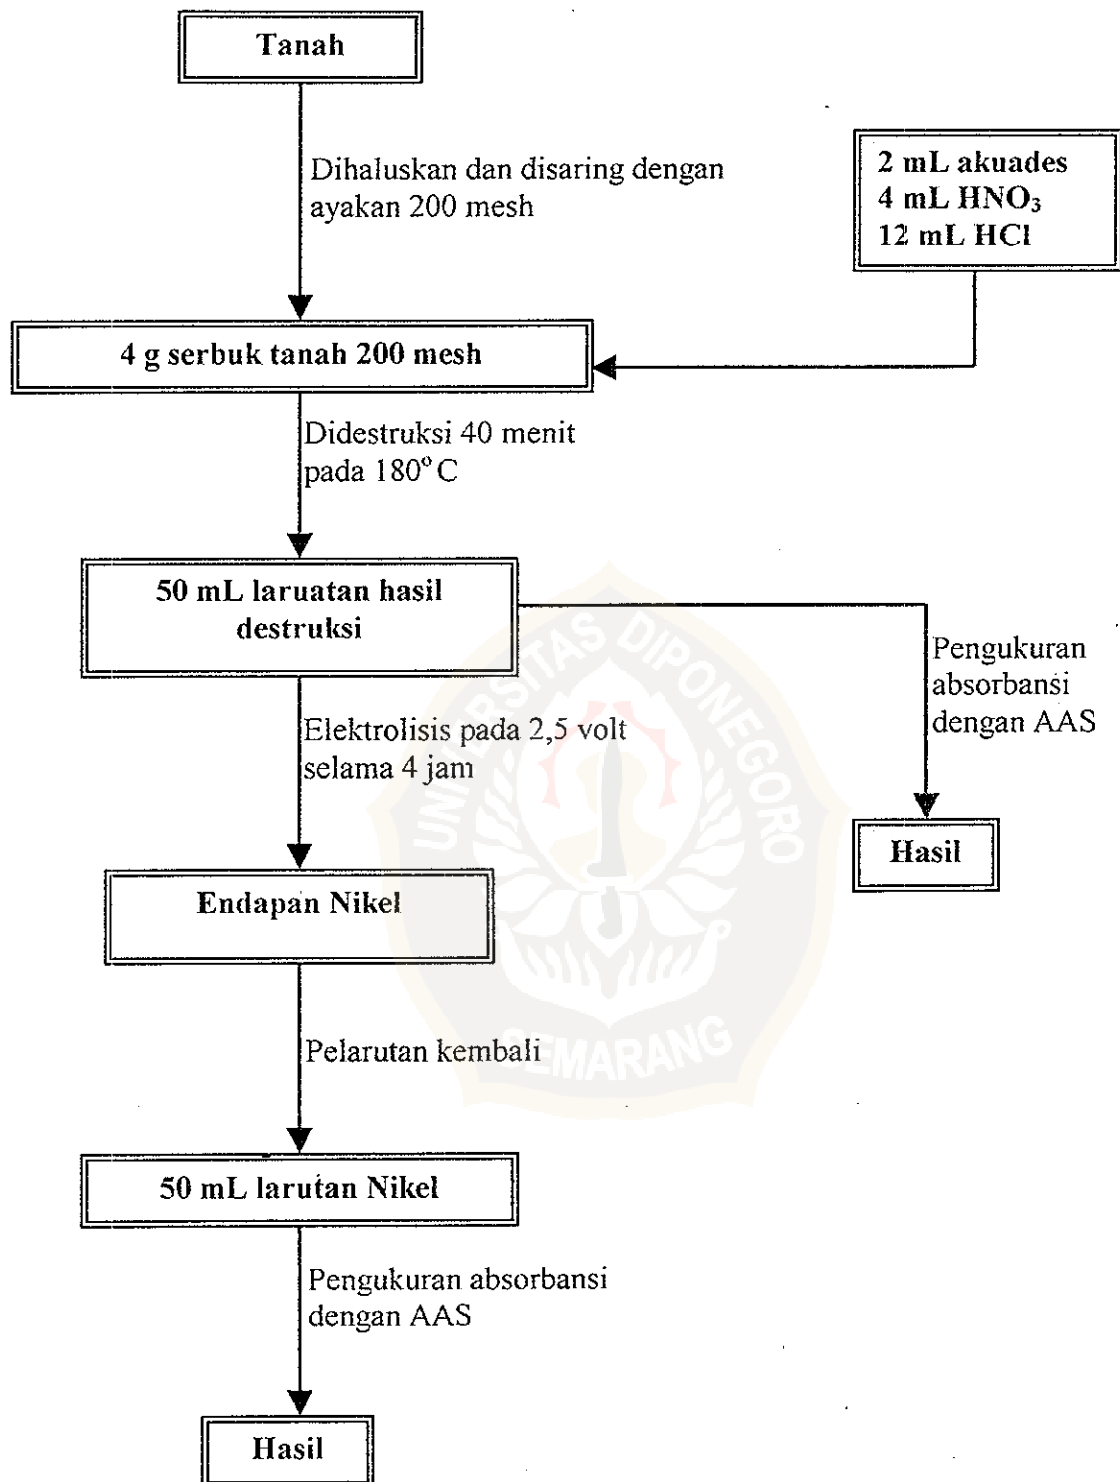 Tanah
Dihaluskan dan disaring dengan
ayakan 200 mesh
2 mL akuades
4 mL HNO₃
12 mL HCl
4 g serbuk tanah 200 mesh
Didestruksi 40 menit
pada 180° C
50 mL laruatan hasil
destruksi
Pengukuran
absorbansi
dengan AAS
Elektrolisis pada 2,5 volt
selama 4 jam
Hasil
Endapan Nikel
Pelarutan kembali
50 mL larutan Nikel
Pengukuran absorbansi
dengan AAS
Hasil
UNIVERSITAS DIPONEGORO
SEMARANG